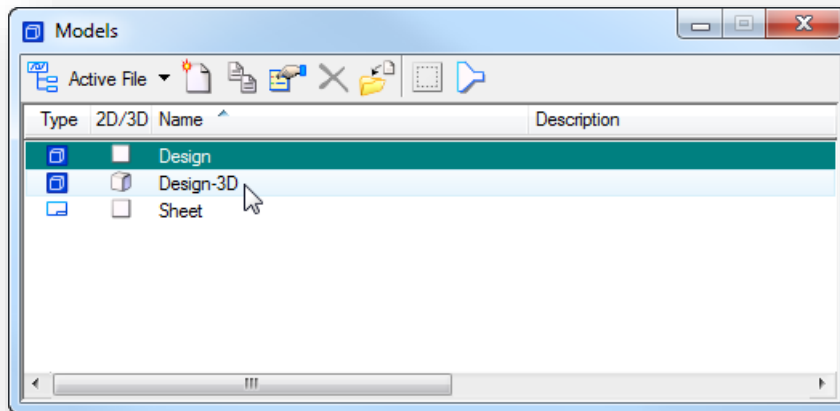 Models
Active File
Type 2D/3D Name Description
Design
Design-3D
Sheet